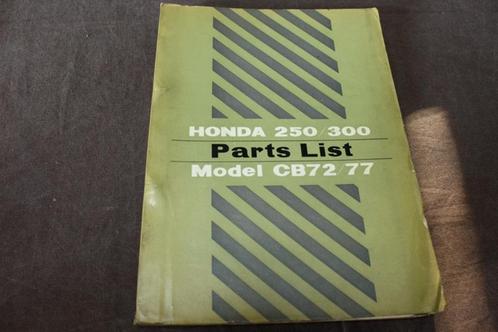 HONDA 250/300
Parts List
Model CB72/77